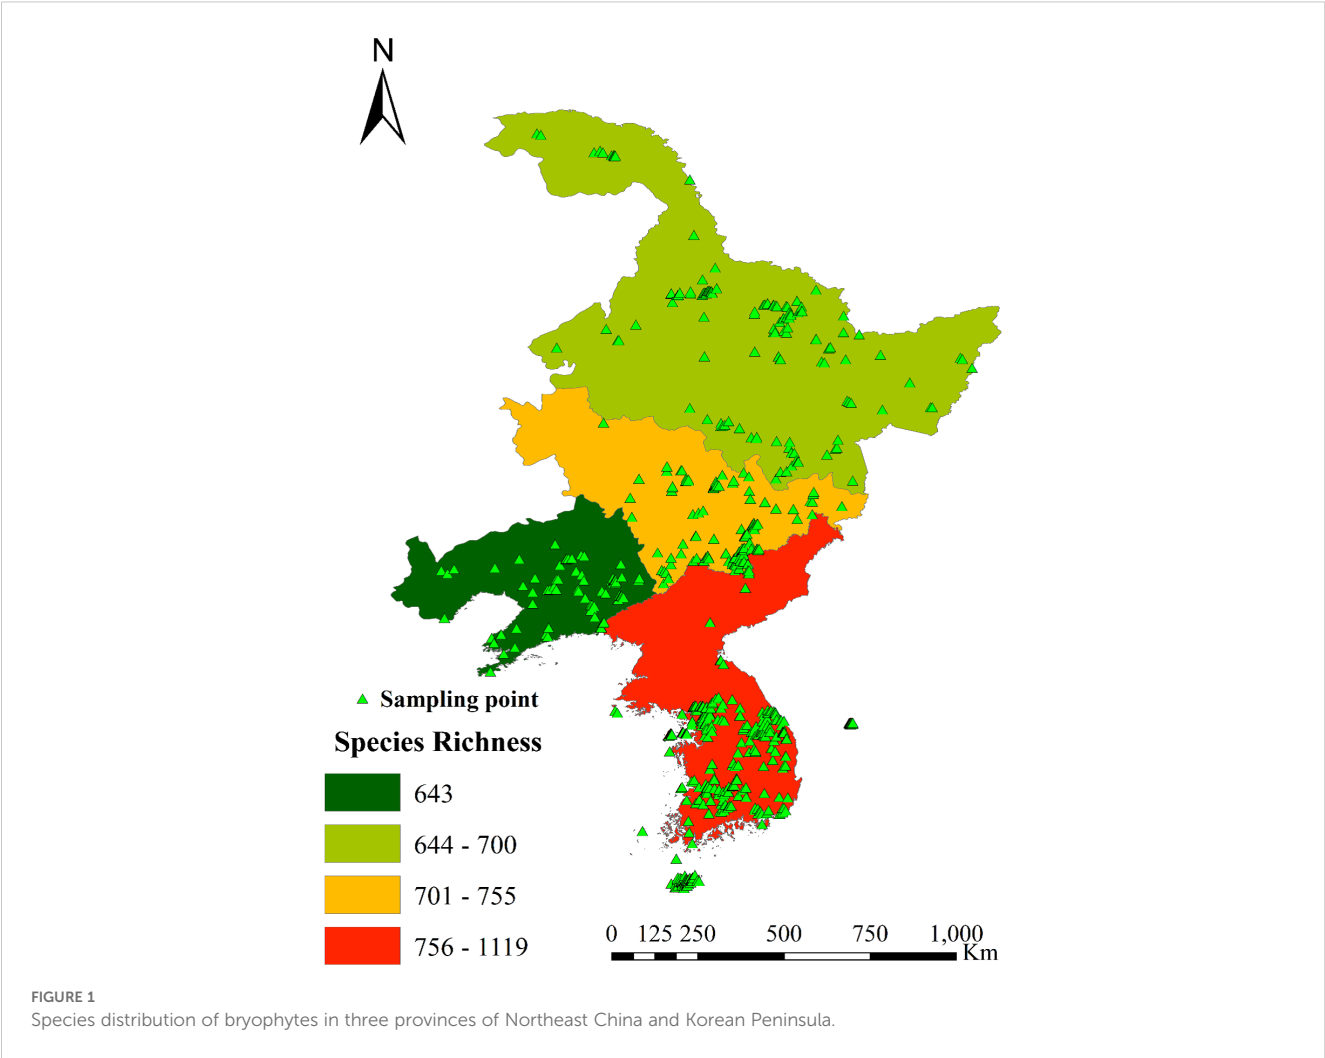 N
Sampling point
Species Richness
643
644 - 700
701 - 755
756 - 1119
0 125 250 500 750 1,000
Km
FIGURE 1
Species distribution of bryophytes in three provinces of Northeast China and Korean Peninsula.